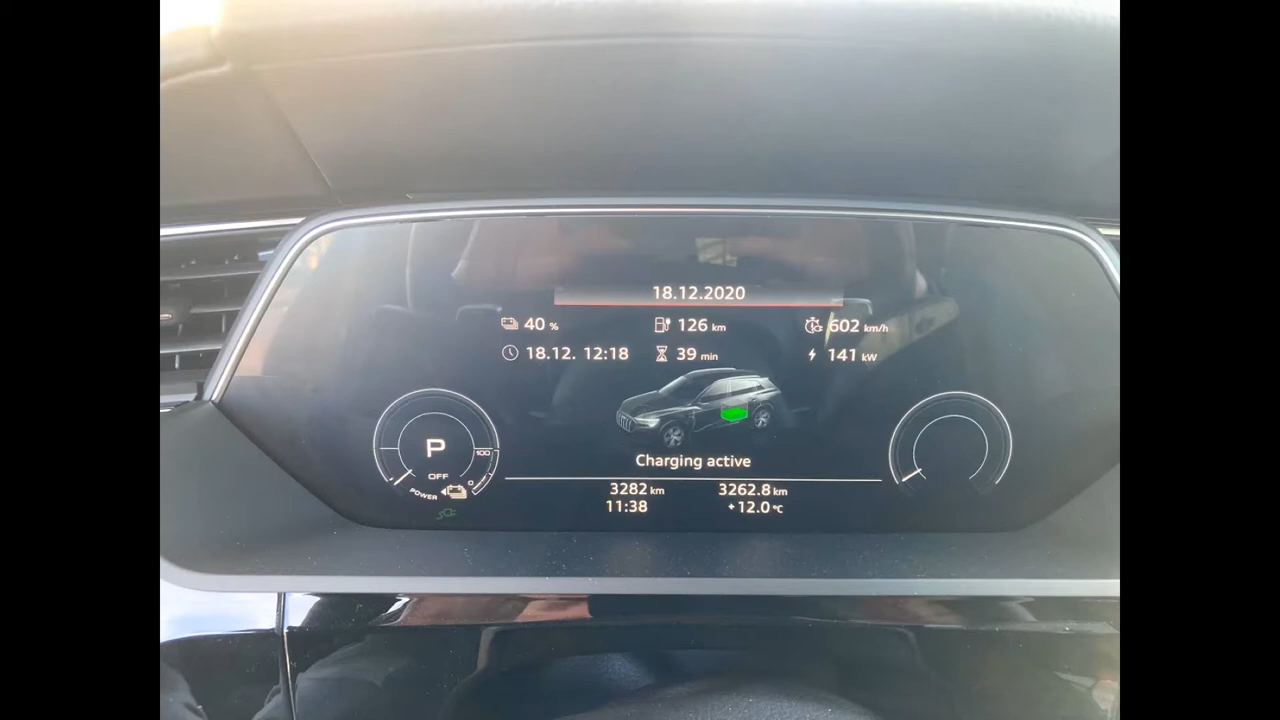 18.12.2020
40 % 126 km 602 km/h
18.12. 12:18 39 min 141 kW
P
100
OFF
0
POWER
Charging active
3282 km 3262.8 km
11:38 +12.0 °C